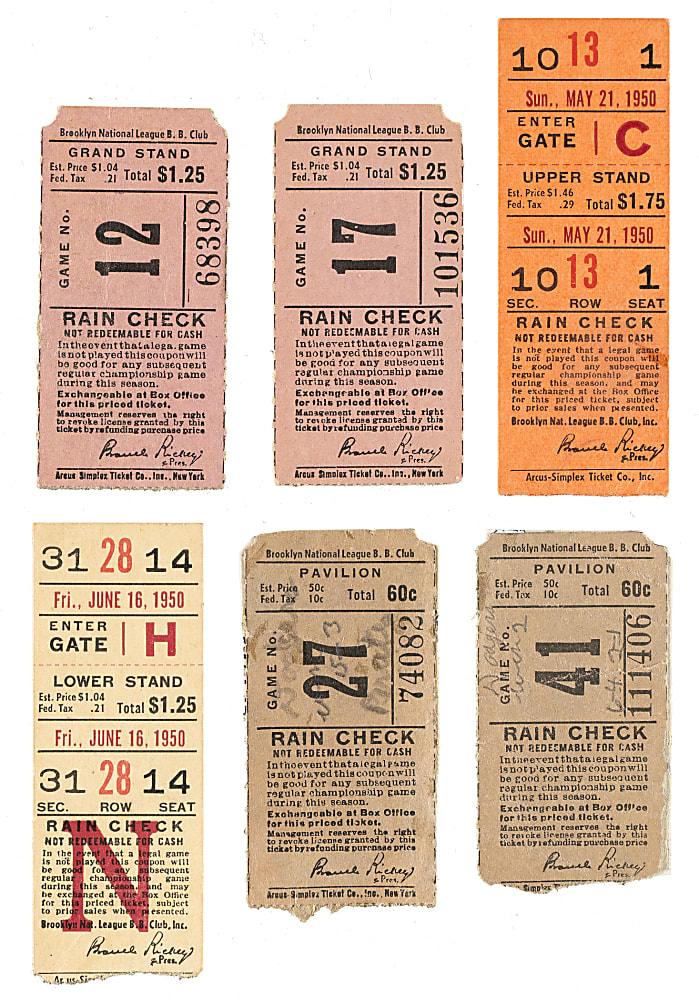 Brooklyn National League B. B. Club
GRAND STAND
Est. Price $1.04
Fed. Tax .21 Total $1.25
GAME No. 12 68398
RAIN CHECK
NOT REDEEMABLE FOR CASH
In the event that a legal game
is not played this coupon will
be good for any subsequent
regular championship game
during this season.
Exchangeable at Box Office
for this priced ticket.
Management reserves the right
to revoke license granted by this
ticket by refunding purchase price
Branch Rickey
Pres.
Arcus Simplex Ticket Co., Inc., New York
Brooklyn National League B. B. Club
GRAND STAND
Est. Price $1.04
Fed. Tax .21 Total $1.25
GAME No. 17 101536
RAIN CHECK
NOT REDEEMABLE FOR CASH
In the event that a legal game
is not played this coupon will
be good for any subsequent
regular championship game
during this season.
Exchangeable at Box Office
for this priced ticket.
Management reserves the right
to revoke license granted by this
ticket by refunding purchase price
Branch Rickey
Pres.
Arcus Simplex Ticket Co., Inc., New York
10 13 1
Sun., MAY 21, 1950
ENTER
GATE | C
UPPER STAND
Est. Price $1.46
Fed. Tax .29 Total $1.75
Sun., MAY 21, 1950
10 13 1
SEC. ROW SEAT
RAIN CHECK
NOT REDEEMABLE FOR CASH
In the event that a legal game
is not played this coupon will
be good for any subsequent
regular championship game
during this season, and may
be exchanged at the Box Office
for this priced ticket, subject
to prior sales when presented.
Brooklyn Nat. League B.B. Club, Inc.
Branch Rickey
Pres.
Arcus-Simplex Ticket Co., Inc.
31 28 14
Fri., JUNE 16, 1950
ENTER
GATE | H
LOWER STAND
Est. Price $1.04
Fed. Tax .21 Total $1.25
Fri., JUNE 16, 1950
31 28 14
SEC. ROW SEAT
RAIN CHECK
NOT REDEEMABLE FOR CASH
In the event that a legal game
is not played this coupon will
be good for any subsequent
regular championship game
during this season and may
be exchanged at the Box Office
for this priced ticket, subject
to prior sales when presented.
Brooklyn Nat. League B.B. Club, Inc.
N
Branch Rickey
Pres.
Brooklyn National League B. B. Club
PAVILION
Est. Price 50c
Fed. Tax 10c Total 60c
GAME No. 27 74082
RAIN CHECK
NOT REDEEMABLE FOR CASH
In the event that a legal game
is not played this coupon will
be good for any subsequent
regular championship game
during this season.
Exchangeable at Box Office
for this priced ticket.
Management reserves the right
to revoke license granted by this
ticket by refunding purchase price
Branch Rickey
Pres.
Arcus Simplex Ticket Co., Inc., New York
Brooklyn National League B. B. Club
PAVILION
Est. Price 50c
Fed. Tax 10c Total 60c
GAME No. 41 111406
RAIN CHECK
NOT REDEEMABLE FOR CASH
In the event that a legal game
is not played this coupon will
be good for any subsequent
regular championship game
during this season.
Exchangeable at Box Office
for this priced ticket.
Management reserves the right
to revoke license granted by this
ticket by refunding purchase price
Branch Rickey
Pres.
Simplex